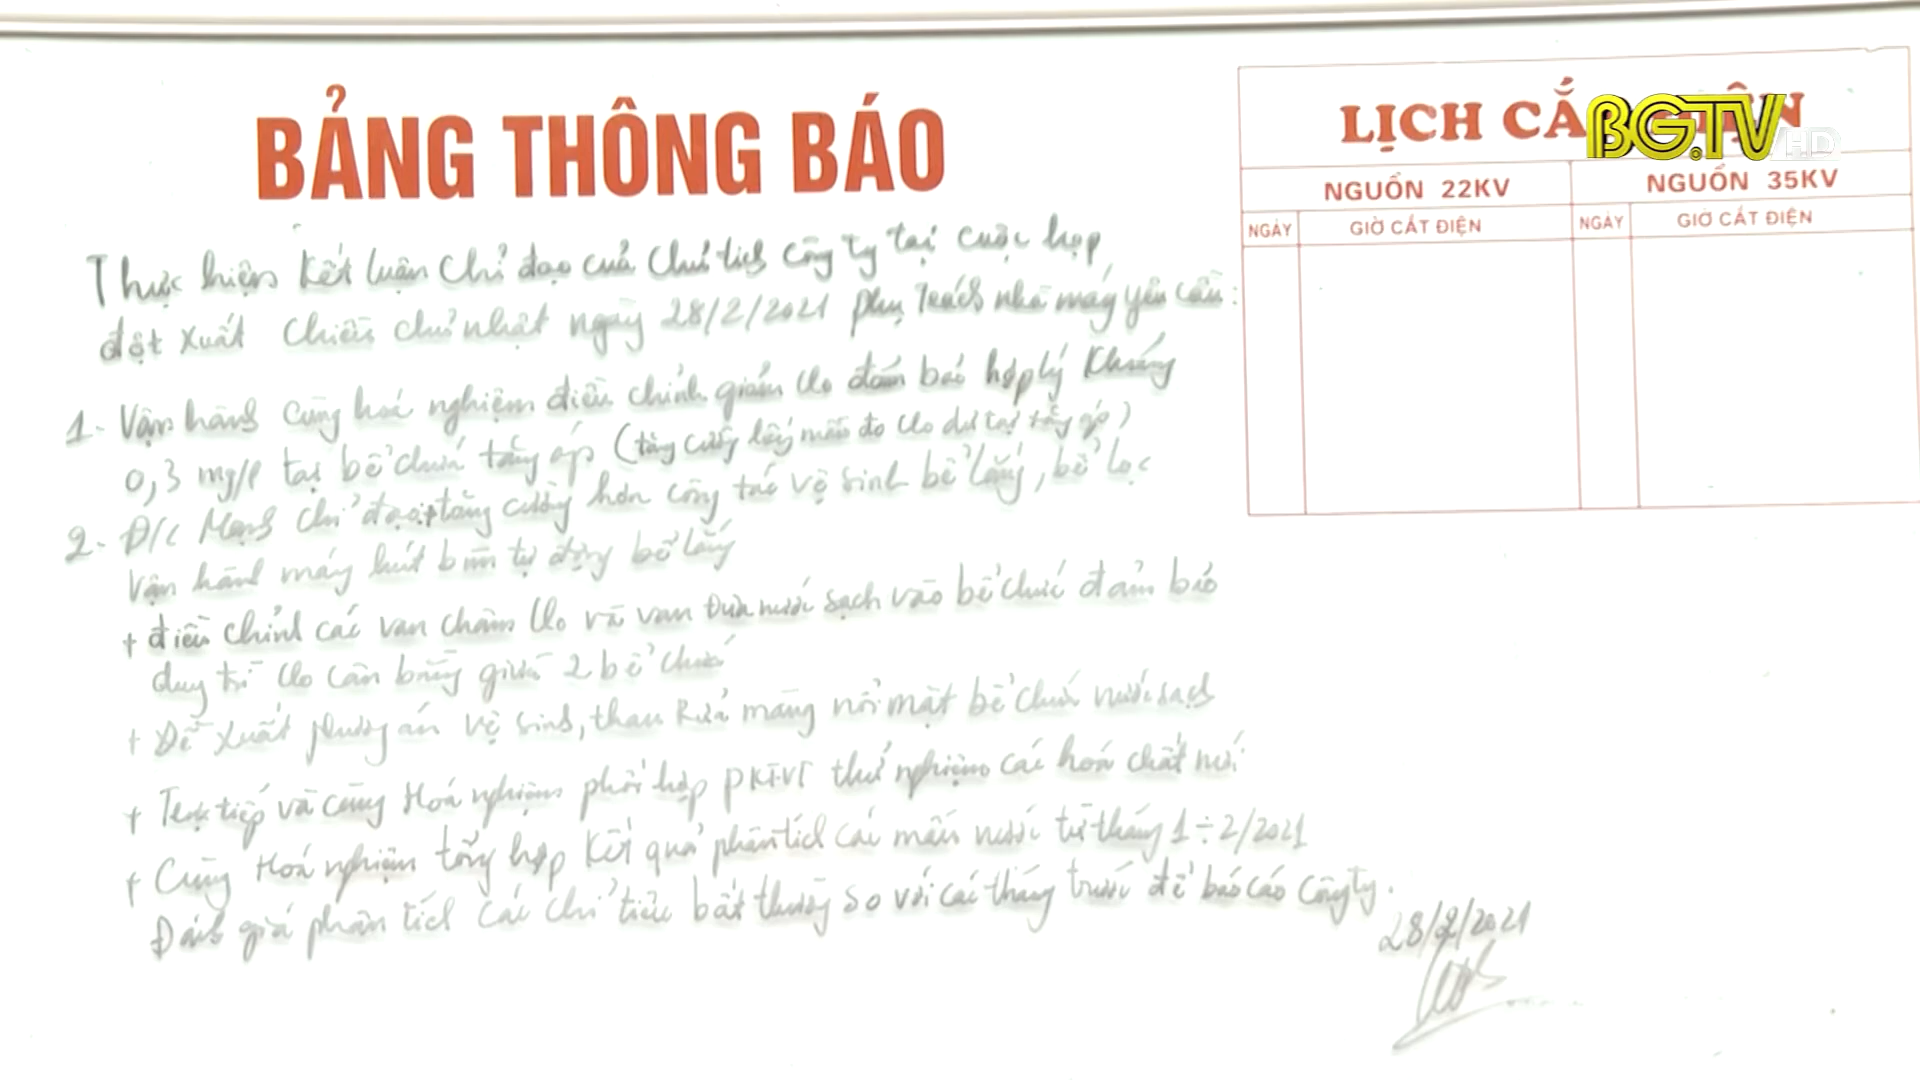 BẢNG THÔNG BÁO
Thực hiện kết luận chỉ đạo của Chủ tịch Công ty tại cuộc họp
đột xuất chiều chủ nhật ngày 28/2/2021 phụ trách nhà máy yêu cầu:
1- Vận hành cùng hoá nghiệm điều chỉnh giảm Clo đảm bảo hợp lý khoảng
0,3 mg/l tại bể chứa tăng áp (tăng cường lấy mẫu đo Clo dư tại tăng áp)
2- Đ/c Mạnh chỉ đạo tăng cường hơn công tác vệ sinh bể lắng, bể lọc
Vận hành máy hút bùn tự động bể lắng
+ điều chỉnh các van châm Clo và van đưa nước sạch vào bể chứa đảm bảo
duy trì Clo cân bằng giữa 2 bể chứa
+ Đề xuất phương án vệ sinh, thau rửa màng nổi mặt bể chứa nước sạch
+ Trực tiếp và cùng Hoá nghiệm phối hợp PKTVT thử nghiệm các hoá chất mới
+ Cùng Hoá nghiệm tổng hợp kết quả phân tích các mẫu nước từ tháng 1÷2/2021
Đánh giá phân tích các chỉ tiêu bất thường so với các tháng trước để báo cáo Công ty.
28/2/2021
LỊCH CẮ
BGTV HD
NGUỒN 22KV NGUỒN 35KV
NGÀY GIỜ CẮT ĐIỆN NGÀY GIỜ CẮT ĐIỆN